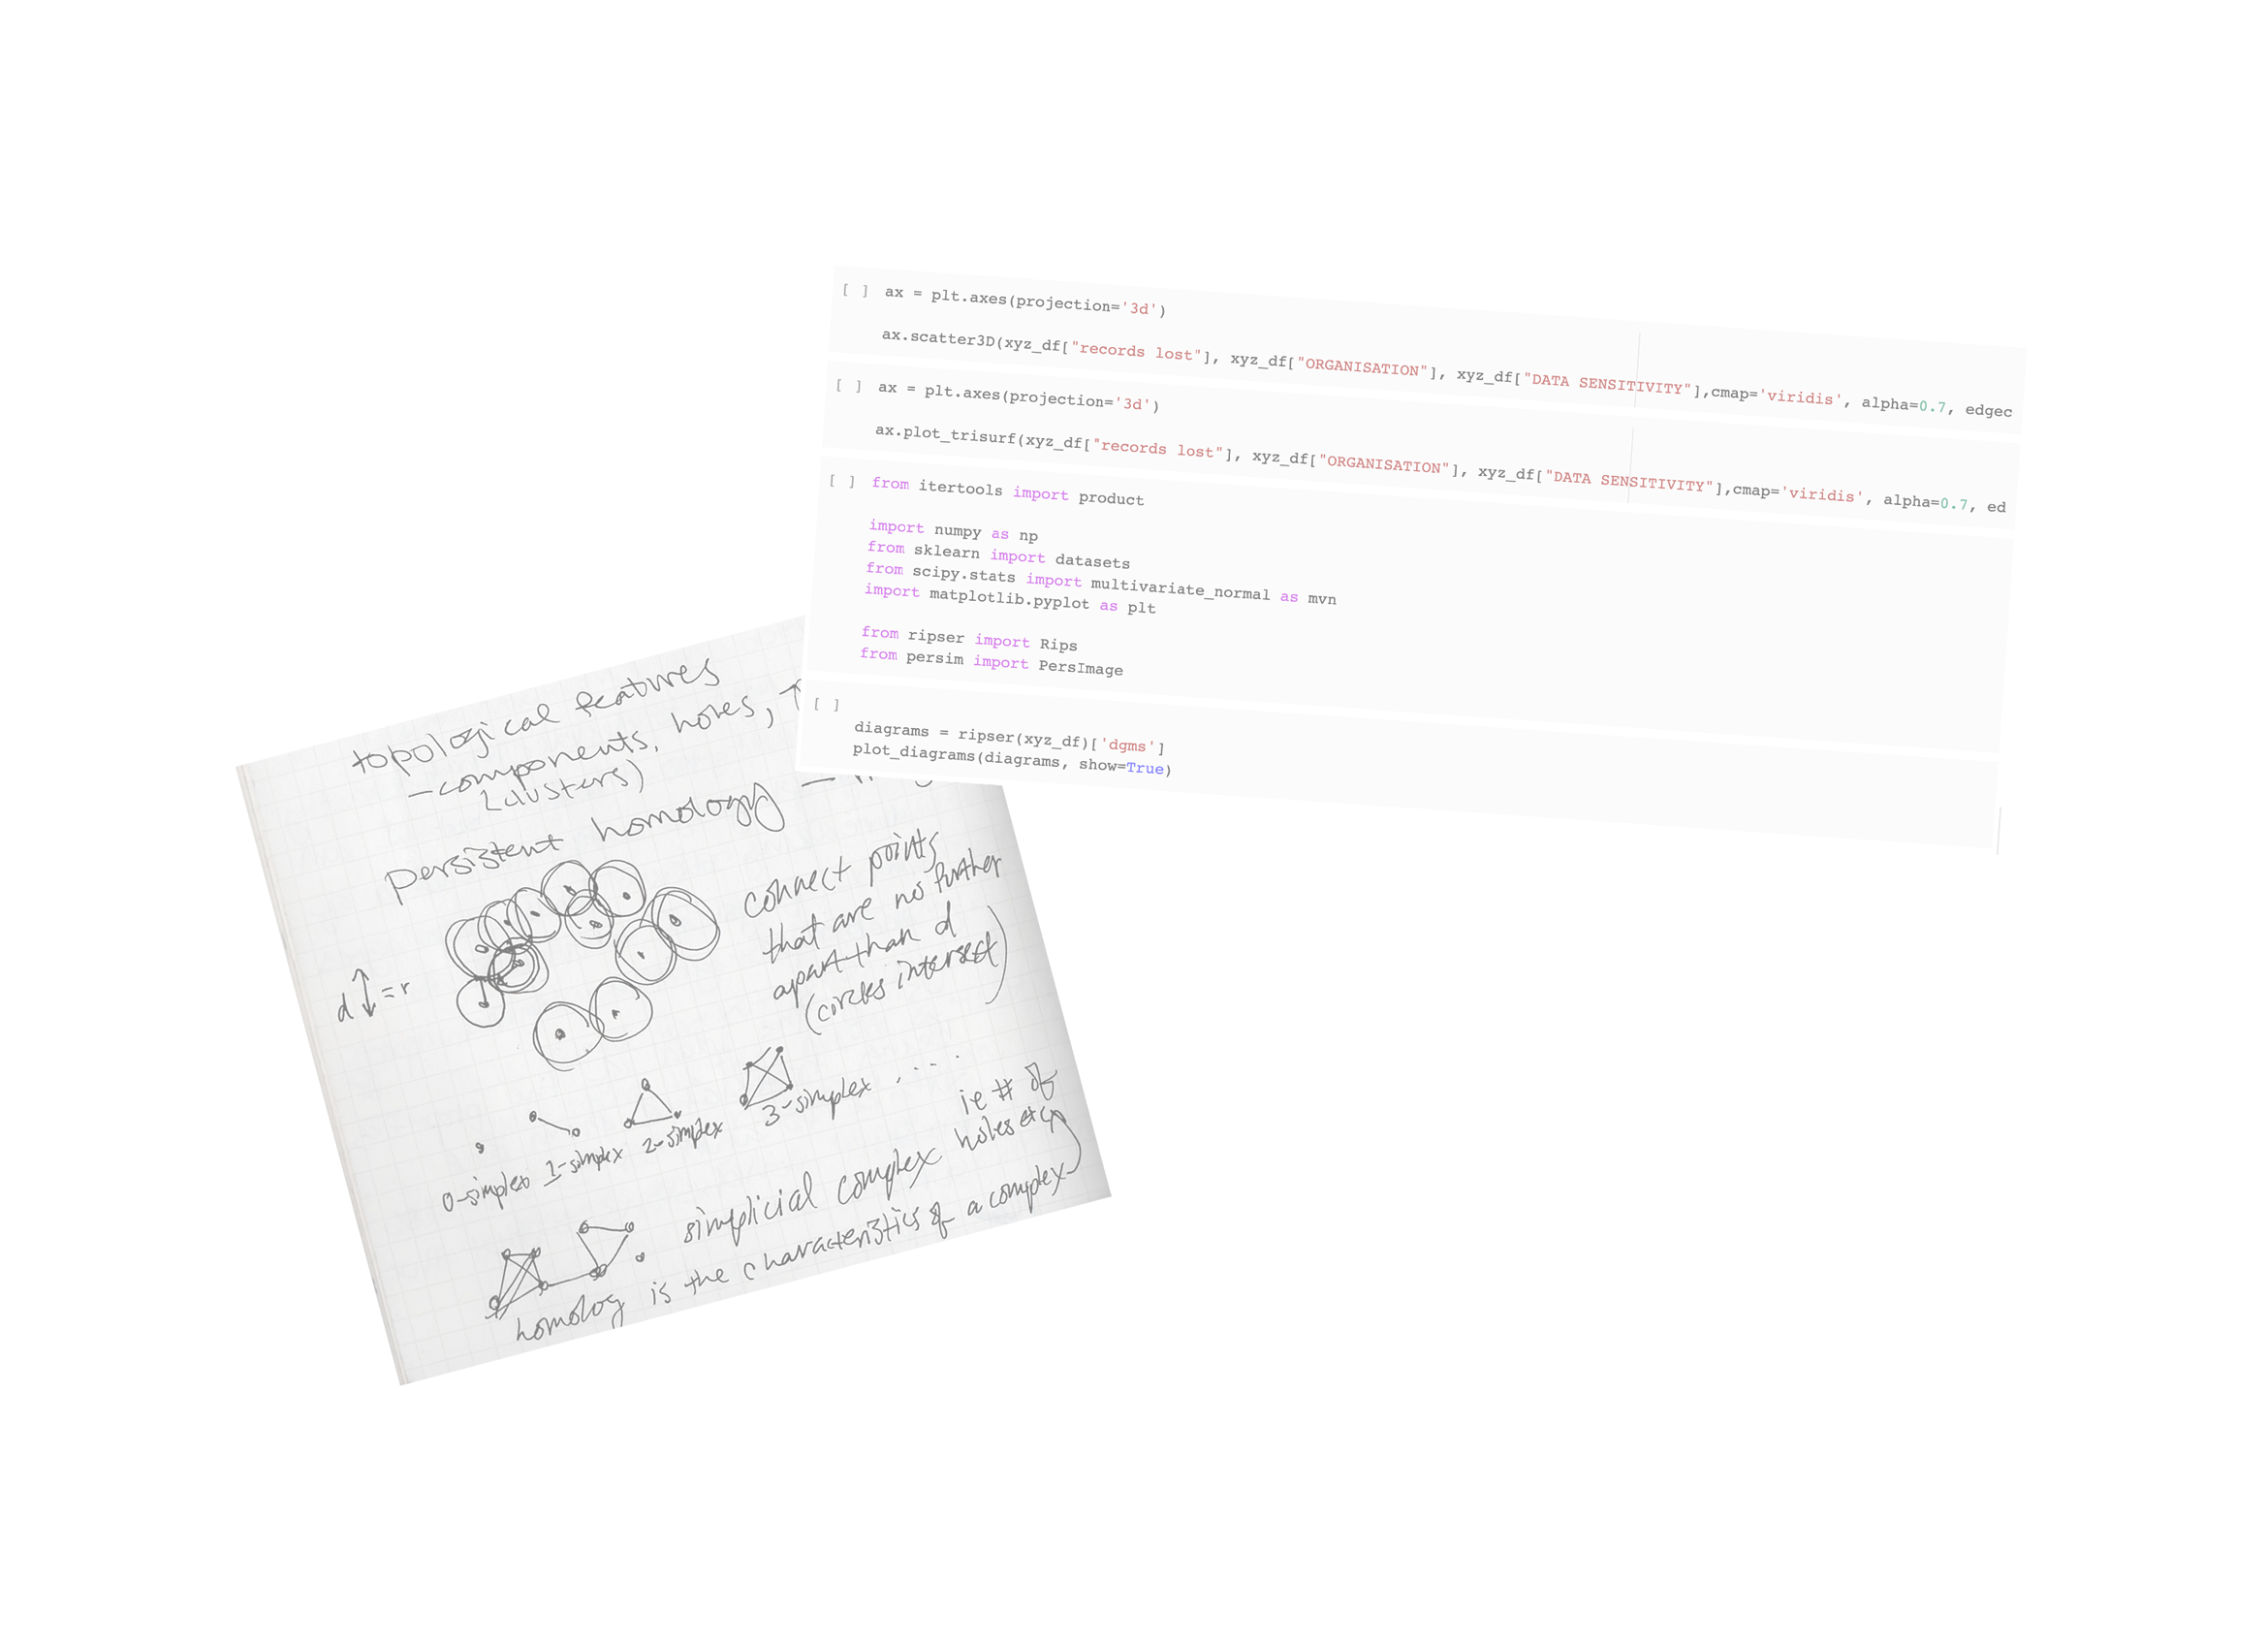 [ ] ax = plt.axes(projection='3d')
ax.scatter3D(xyz_df["records lost"], xyz_df["ORGANISATION"], xyz_df["DATA SENSITIVITY"],cmap='viridis', alpha=0.7, edgec
[ ] ax = plt.axes(projection='3d')
ax.plot_trisurf(xyz_df["records lost"], xyz_df["ORGANISATION"], xyz_df["DATA SENSITIVITY"],cmap='viridis', alpha=0.7, ed
[ ] from itertools import product
import numpy as np
from sklearn import datasets
from scipy.stats import multivariate_normal as mvn
import matplotlib.pyplot as plt
from ripser import Rips
from persim import PersImage
[ ]
diagrams = ripser(xyz_df)['dgms']
plot_diagrams(diagrams, show=True)
topological features
- components, holes,
(clusters)
persistent homology —
connect points
that are no further
apart than d
(circles intersect)
d ↕ = r
0-simplex 1-simplex 2-simplex 3-simplex ....
simplicial complex
ie # of
holes etc)
homolog is the characteristics of a complex